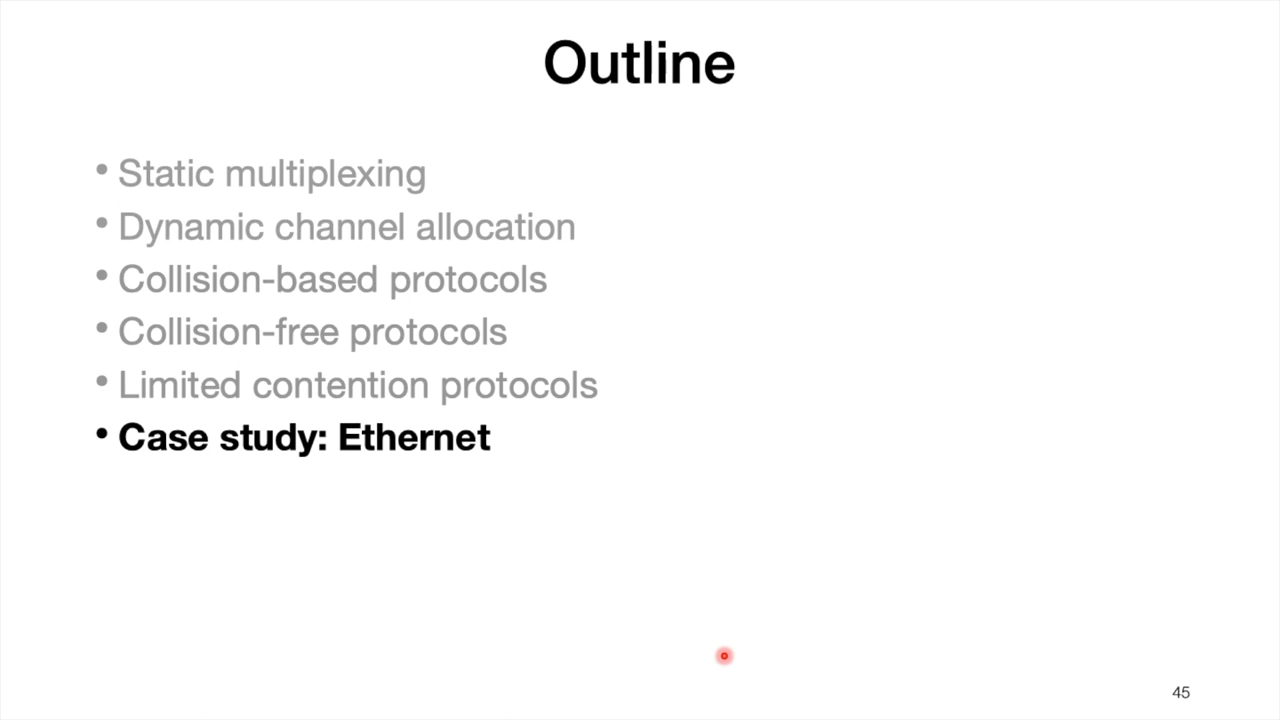 Outline
• Static multiplexing
• Dynamic channel allocation
• Collision-based protocols
• Collision-free protocols
• Limited contention protocols
• Case study: Ethernet
45